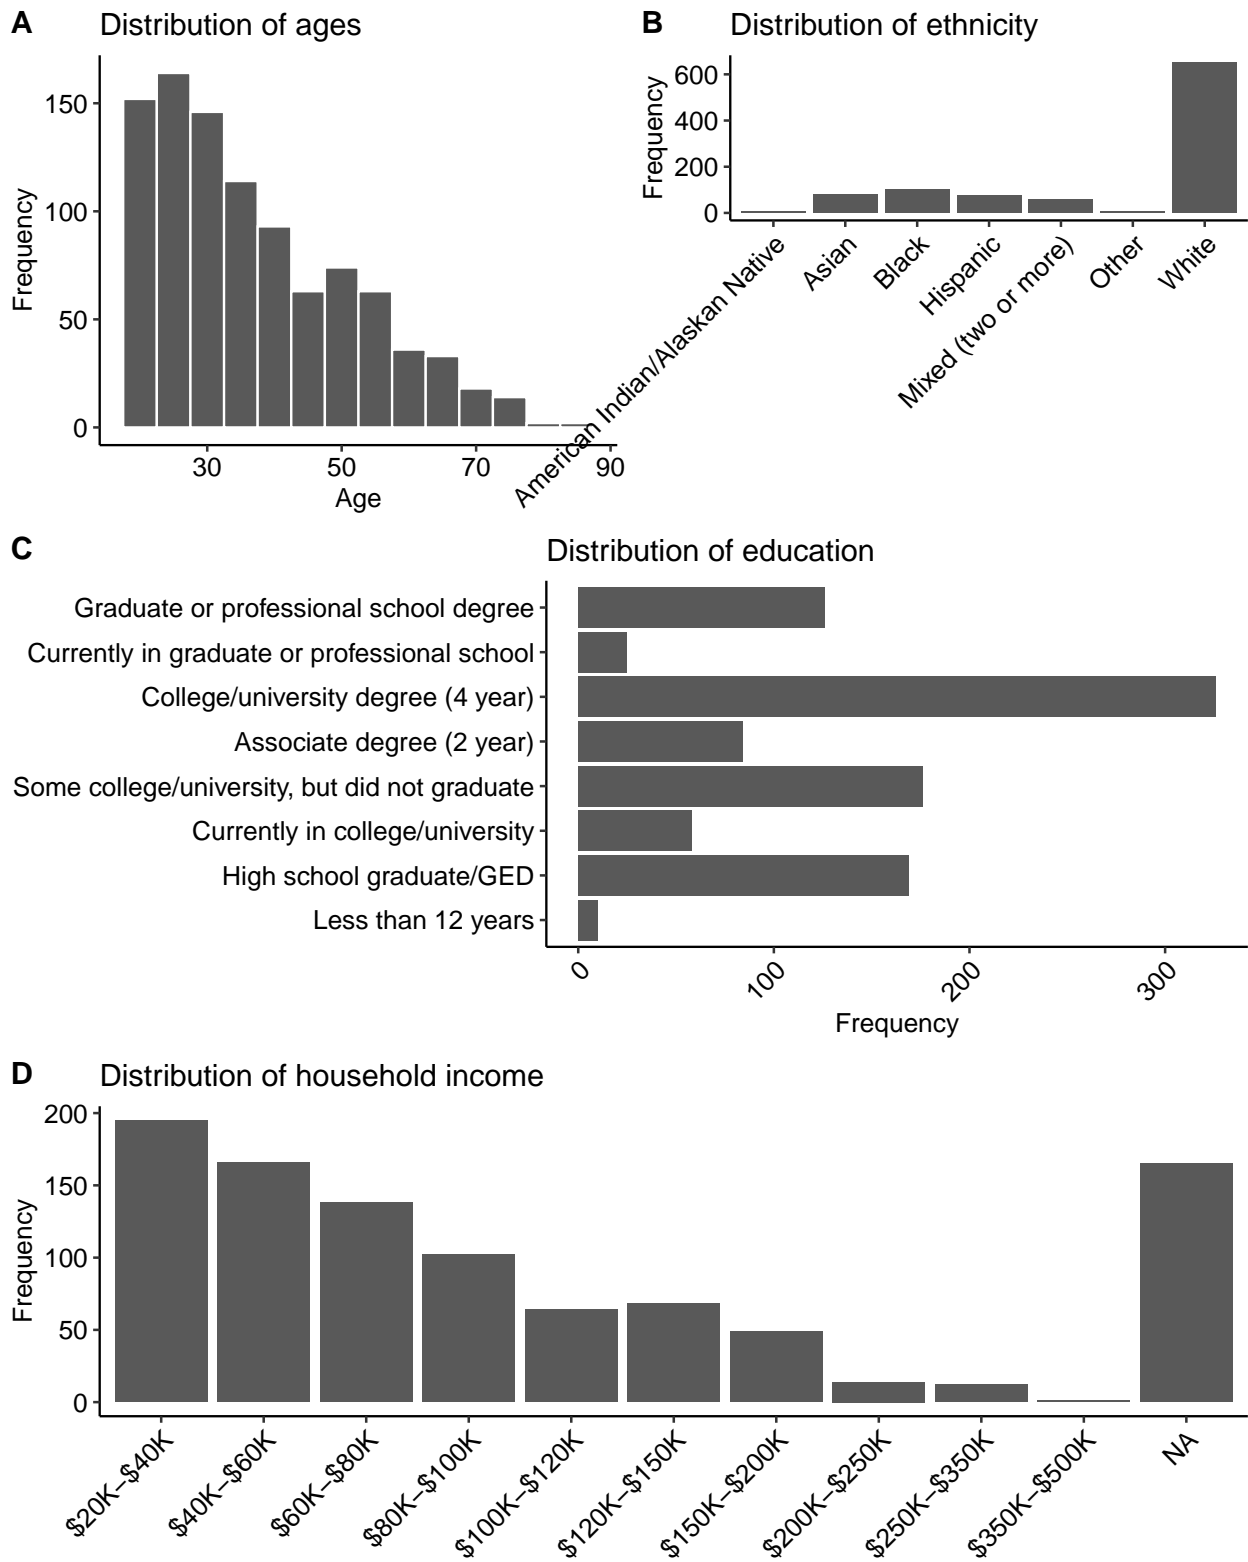 A
Distribution of ages
Frequency
150
100
50
0
30
50
70
90
Age
B
Distribution of ethnicity
Frequency
600
400
200
0
American Indian/Alaskan Native
Asian
Black
Hispanic
Mixed (two or more)
Other
White
C
Distribution of education
Graduate or professional school degree
Currently in graduate or professional school
College/university degree (4 year)
Associate degree (2 year)
Some college/university, but did not graduate
Currently in college/university
High school graduate/GED
Less than 12 years
0
100
200
300
Frequency
D
Distribution of household income
Frequency
200
150
100
50
0
$20K–$40K
$40K–$60K
$60K–$80K
$80K–$100K
$100K–$120K
$120K–$150K
$150K–$200K
$200K–$250K
$250K–$350K
$350K–$500K
NA